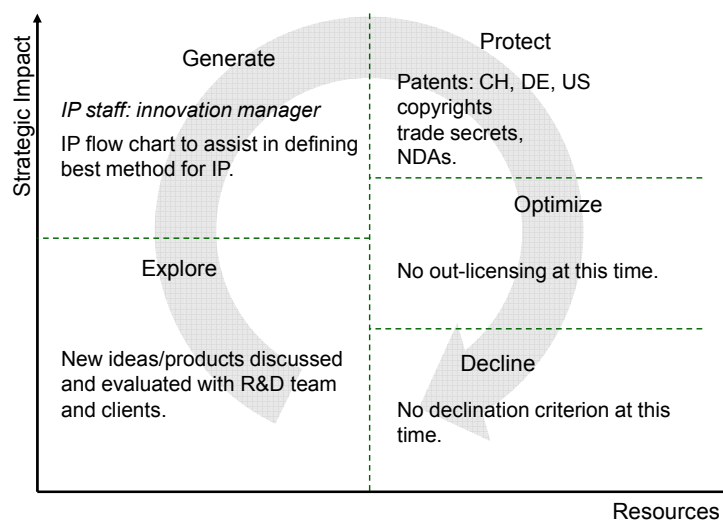 Strategic Impact
Generate
IP staff: innovation manager
IP flow chart to assist in defining
best method for IP.
Protect
Patents: CH, DE, US
copyrights
trade secrets,
NDAs.
Optimize
No out-licensing at this time.
Explore
New ideas/products discussed
and evaluated with R&D team
and clients.
Decline
No declination criterion at this
time.
Resources